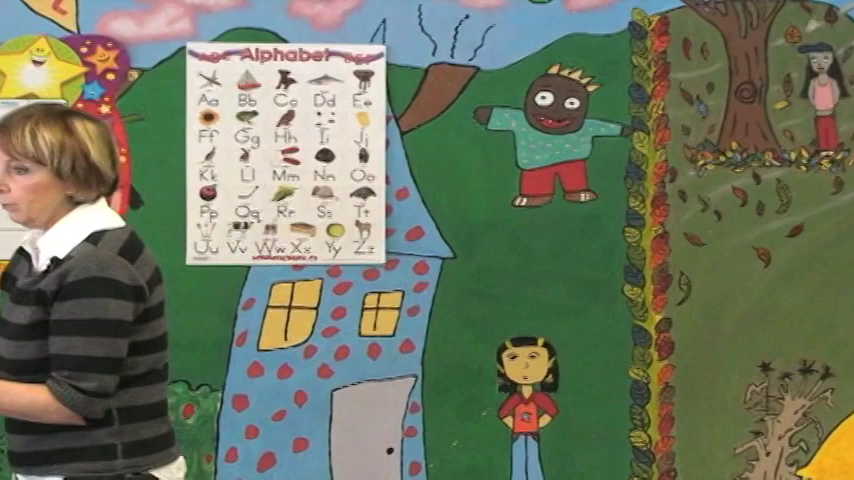 Alphabet
Aa Bb Cc Dd Ee
Ff Gg Hh Ii Jj
Kk Ll Mm Nn Oo
Pp Qq Rr Ss Tt
Uu Vv Ww Xx Yy Zz